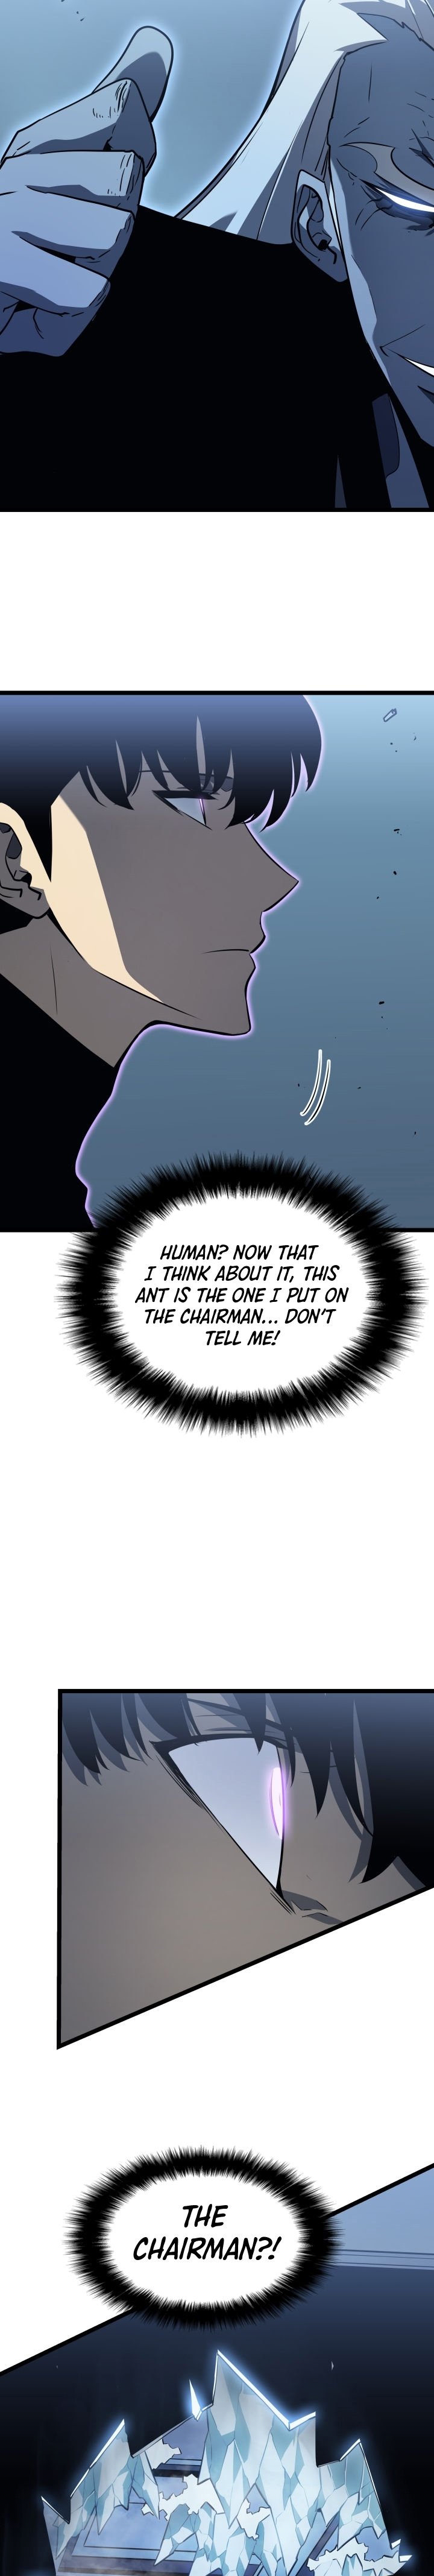 HUMAN? NOW THAT
I THINK ABOUT IT, THIS
ANT IS THE ONE I PUT ON
THE CHAIRMAN... DON'T
TELL ME!
THE
CHAIRMAN?!